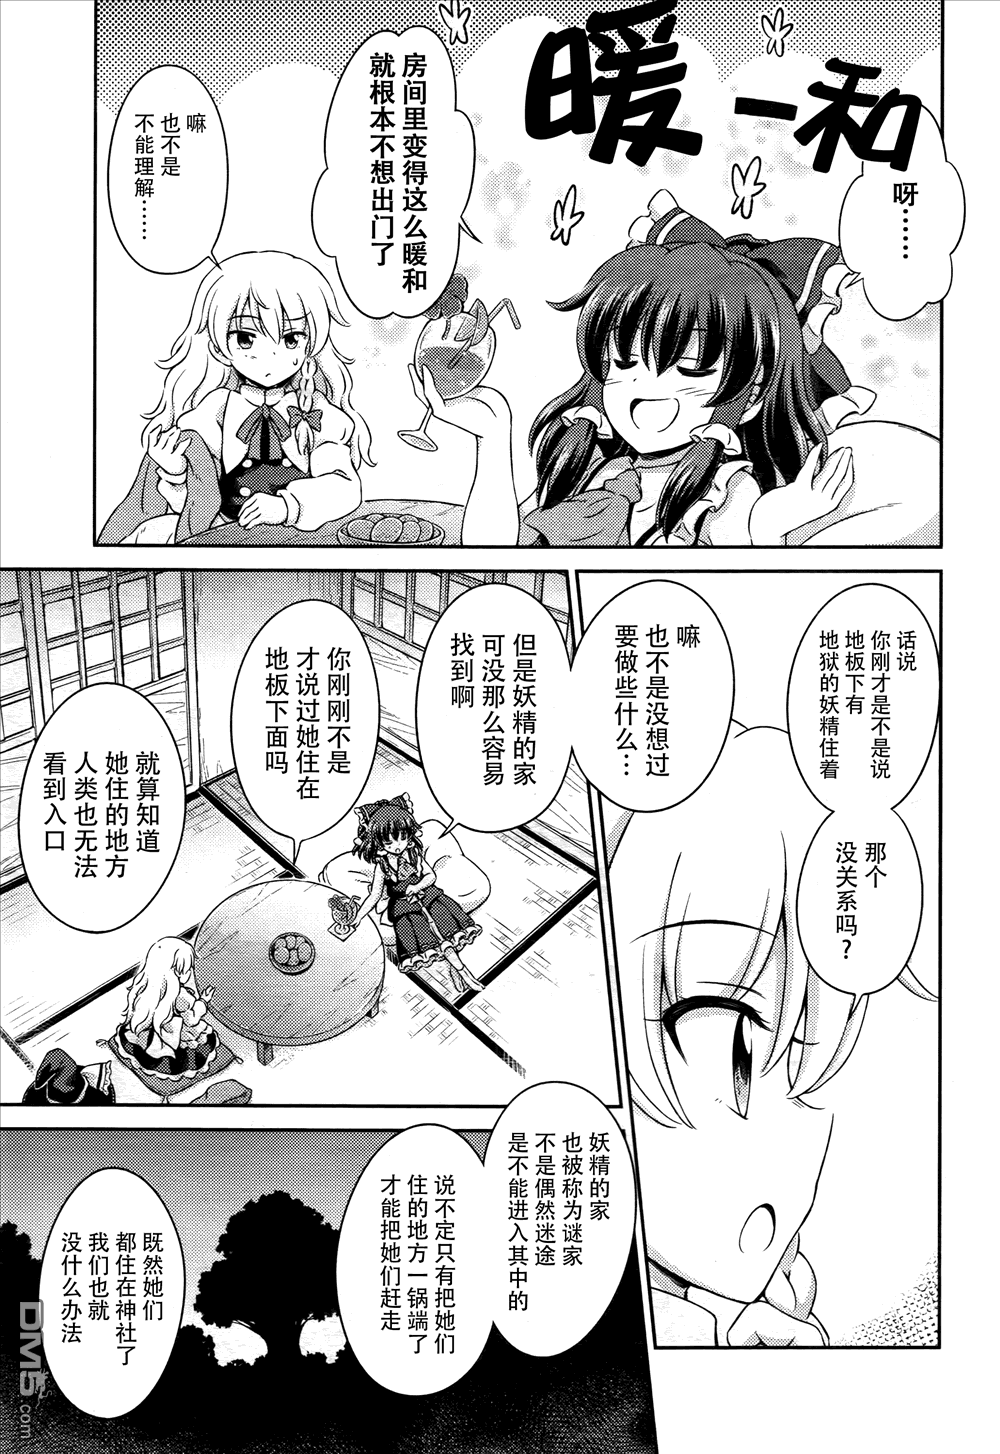 暖
一
和
呀……
房间里变得这么暖和
就根本不想出门了
嘛
也不是
不能理解……
话说
你刚才是不是说
地板下有
地狱的妖精住着
那个
没关系吗?
嘛
也不是没想过
要做些什么…
但是妖精的家
可没那么容易
找到啊
你刚刚不是
才说过她住在
地板下面吗
就算知道
她住的地方
人类也无法
看到入口
妖精的家
也被称为谜家
不是偶然迷途
是不能进入其中的
说不定只有把她们
住的地方一锅端了
才能把她们赶走
既然她们
都住在神社了
我们也就
没什么办法
DM5.com